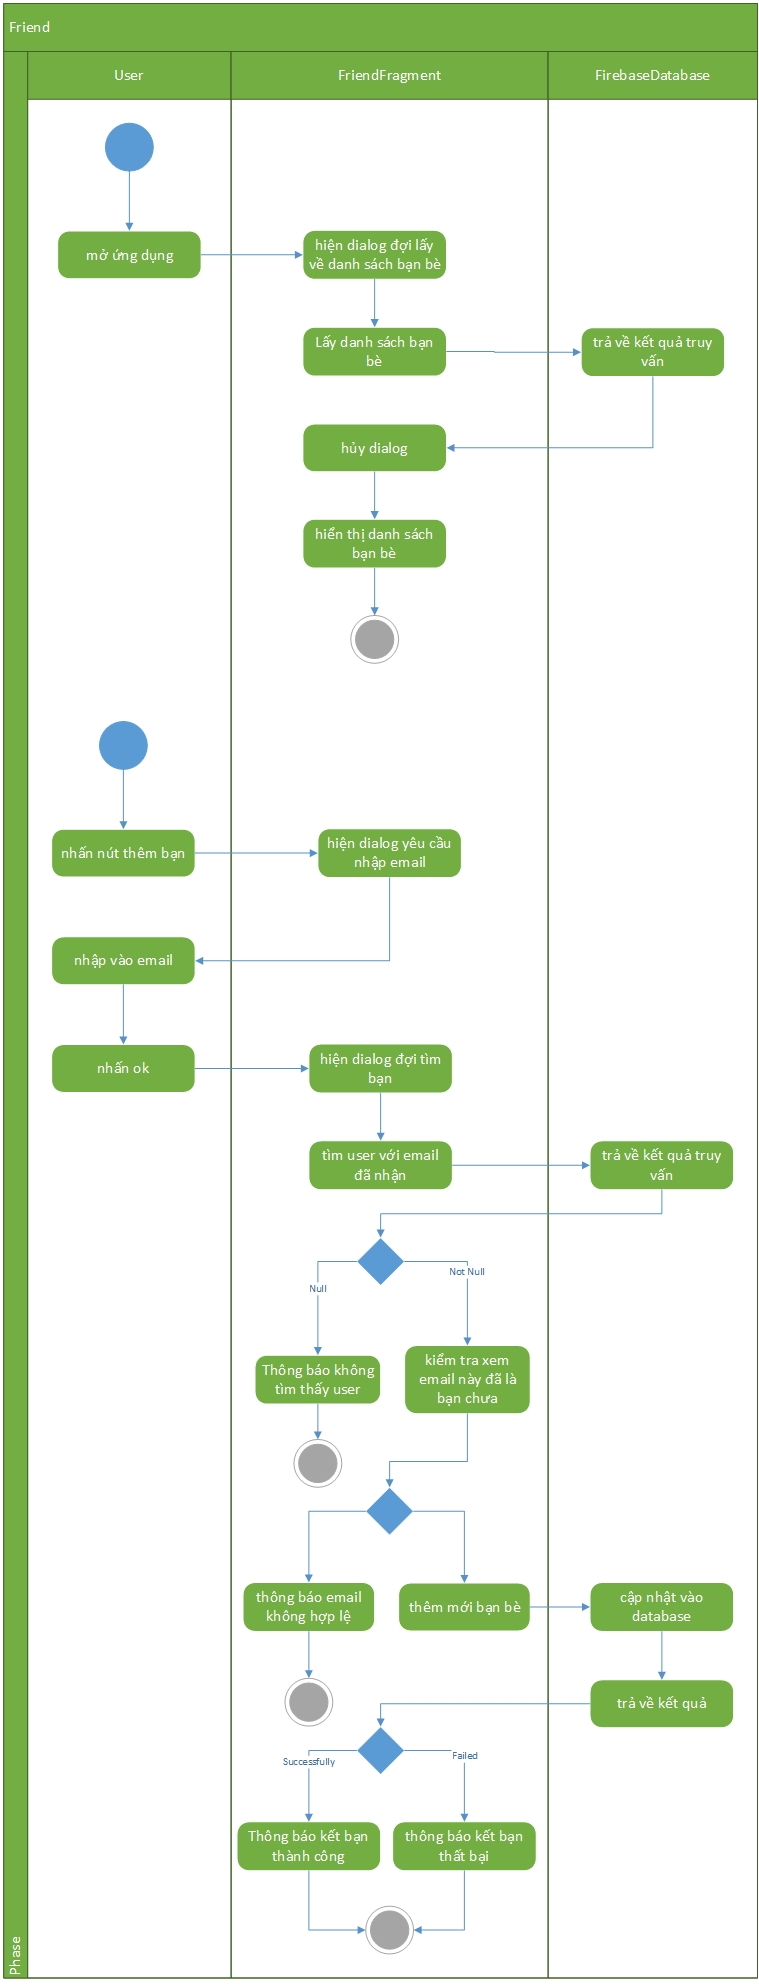 Friend
User
FriendFragment
FirebaseDatabase
mở ứng dụng
hiện dialog đợi lấy
về danh sách bạn bè
Lấy danh sách bạn
bè
trả về kết quả truy
vấn
hủy dialog
hiển thị danh sách
bạn bè
nhấn nút thêm bạn
hiện dialog yêu cầu
nhập email
nhập vào email
nhấn ok
hiện dialog đợi tìm
bạn
tìm user với email
đã nhận
trả về kết quả truy
vấn
Null
Not Null
Thông báo không
tìm thấy user
kiểm tra xem
email này đã là
bạn chưa
thông báo email
không hợp lệ
thêm mới bạn bè
cập nhật vào
database
trả về kết quả
Successfully
Failed
Thông báo kết bạn
thành công
thông báo kết bạn
thất bại
Phase